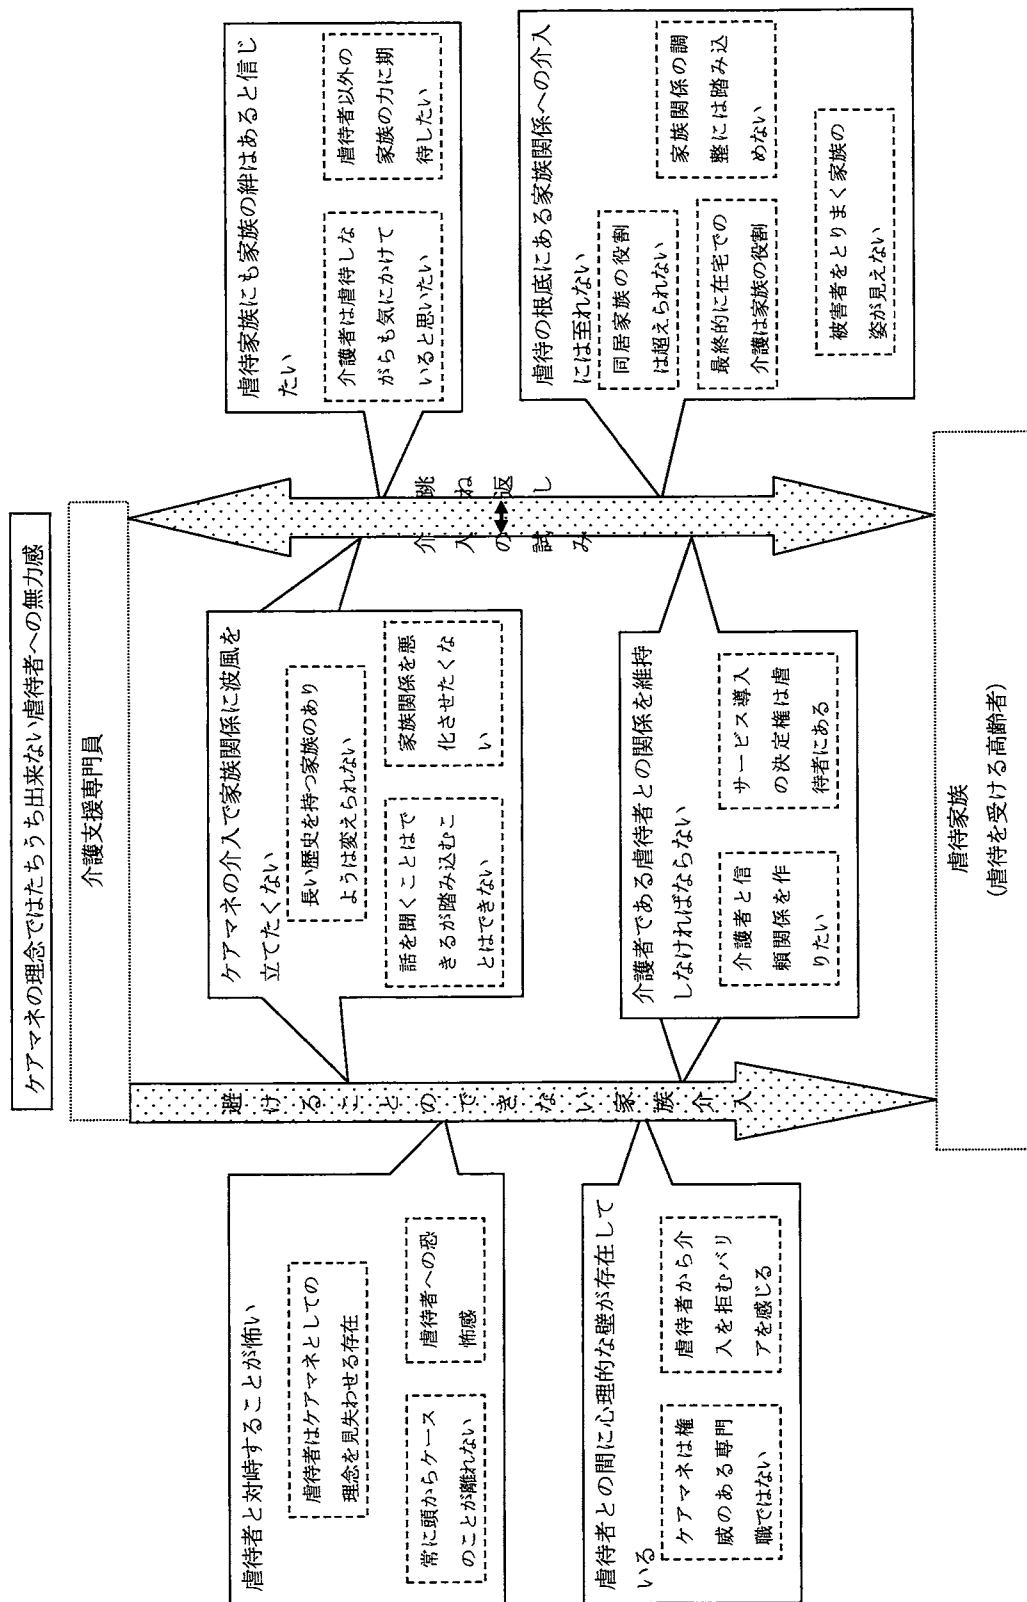 ケアマネの理念ではたちうち出来ない虐待者への無力感
介護支援専門員
虐待者と対峙することが怖い
虐待者はケアマネとしての
理念を見失わせる存在
常に頭からケース
のことが離れない
虐待者への恐
怖感
虐待者との間に心理的な壁が存在して
いる
ケアマネは権
威のある専門
職ではない
虐待者から介
入を拒むバリ
アを感じる
避けることのできない家族介入
ケアマネの介入で家族関係に波風を
立てたくない
長い歴史を持つ家族のあり
ようは変えられない
話を聞くことはで
きるが踏み込むこ
とはできない
家族関係を悪
化させたくな
い
介護者である虐待者との関係を維持
しなければならない
介護者と信
頼関係を作
りたい
サービス導入
の決定権は虐
待者にある
介入の試み
跳ね返し
虐待家族にも家族の絆はあると信じ
たい
介護者は虐待しな
がらも気にかけて
いると思いたい
虐待者以外の
家族の力に期
待したい
虐待の根底にある家族関係への介入
には至れない
同居家族の役割
は超えられない
最終的に在宅での
介護は家族の役割
家族関係の調
整には踏み込
めない
被害者をとりまく家族の
姿が見えない
虐待家族
(虐待を受ける高齢者)